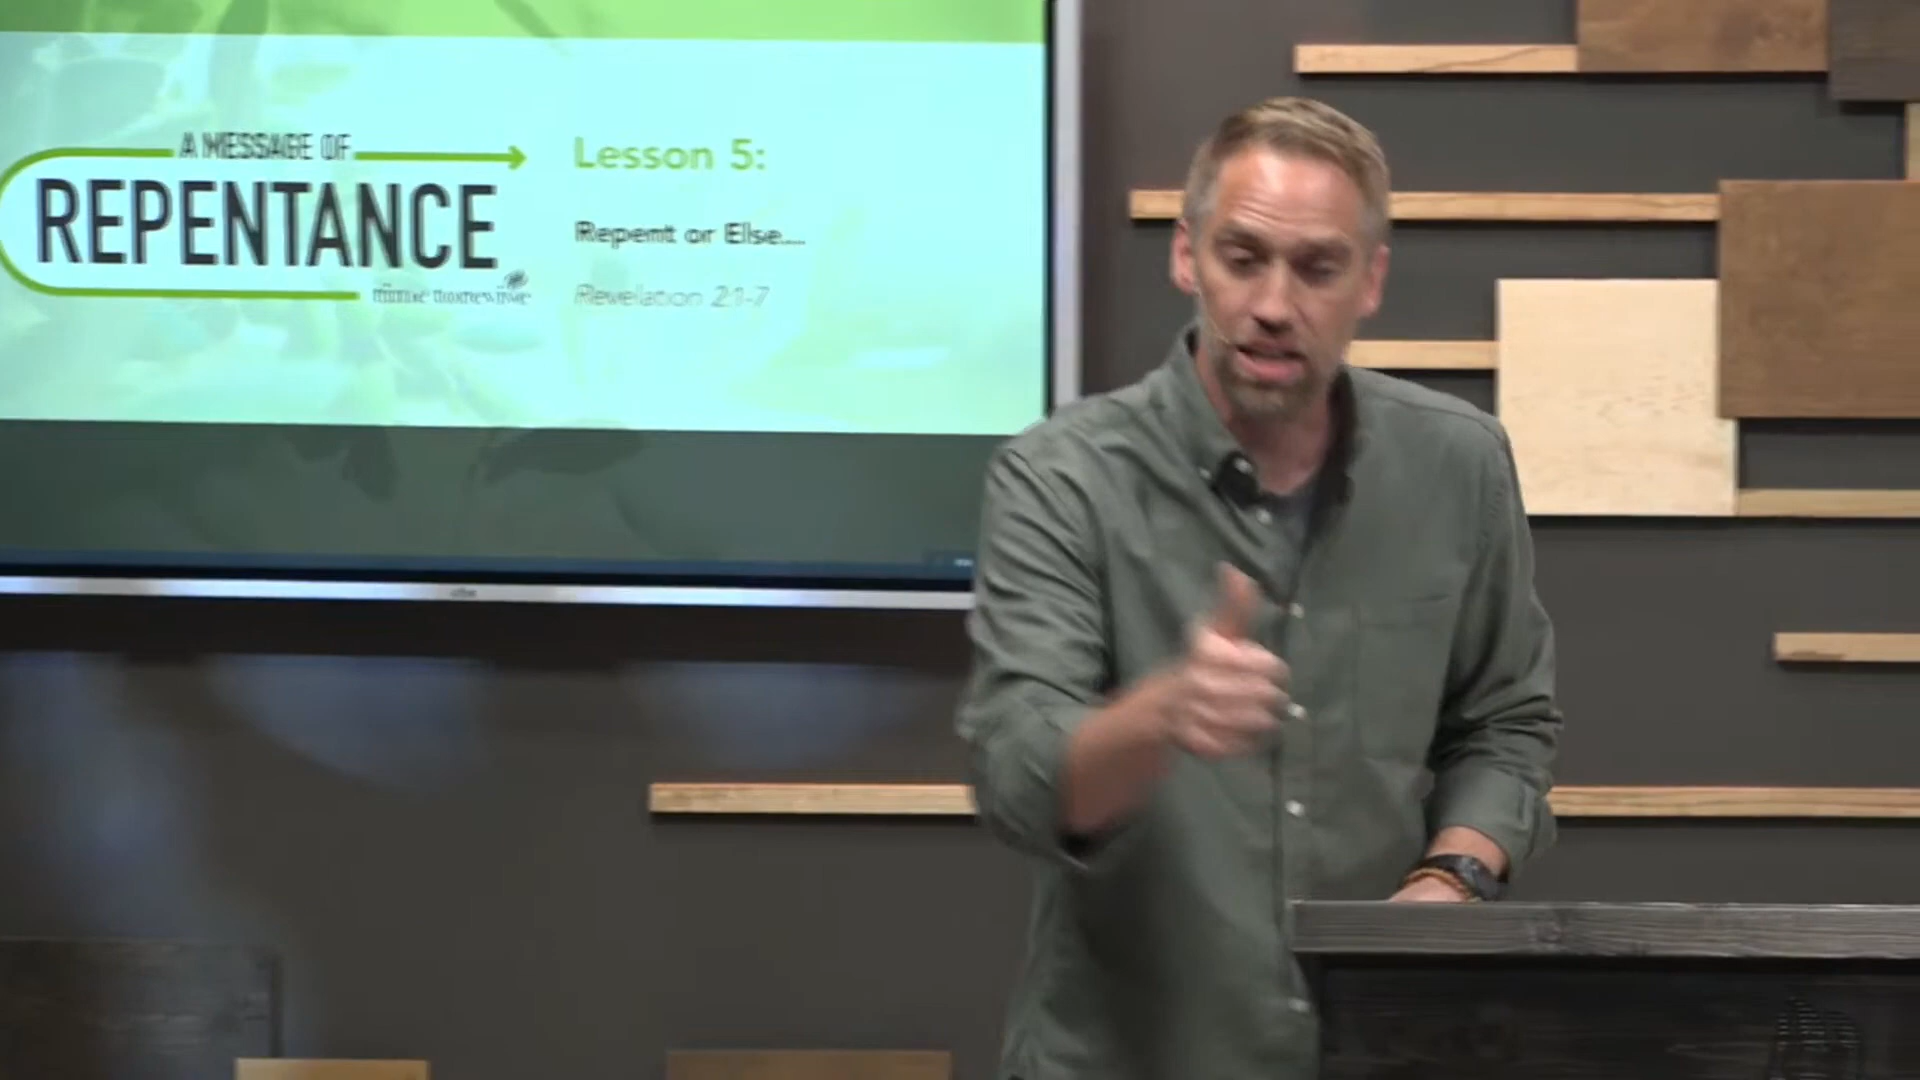 A MESSAGE OF
REPENTANCE
Lesson 5:
Repent or Else....
Revelation 2:1-7